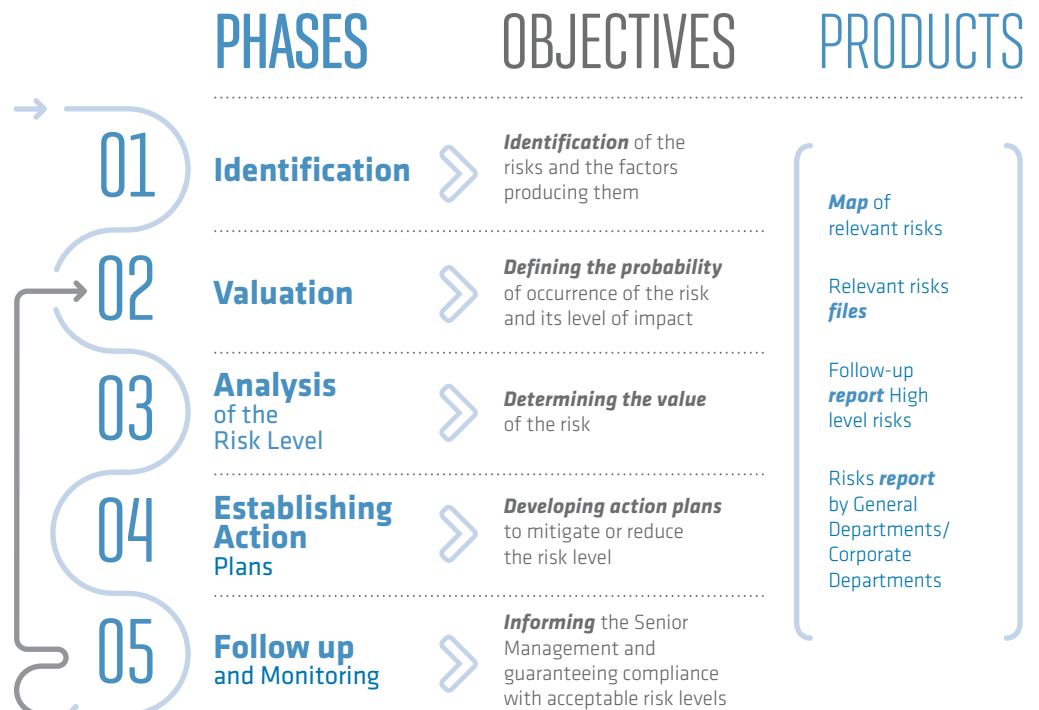 PHASES OBJECTIVES PRODUCTS
01
Identification
Identification of the
risks and the factors
producing them
02
Valuation
Defining the probability
of occurrence of the risk
and its level of impact
03
Analysis
of the
Risk Level
Determining the value
of the risk
04
Establishing
Action
Plans
Developing action plans
to mitigate or reduce
the risk level
05
Follow up
and Monitoring
Informing the Senior
Management and
guaranteeing compliance
with acceptable risk levels
Map of
relevant risks
Relevant risks
files
Follow-up
report High
level risks
Risks report
by General
Departments/
Corporate
Departments